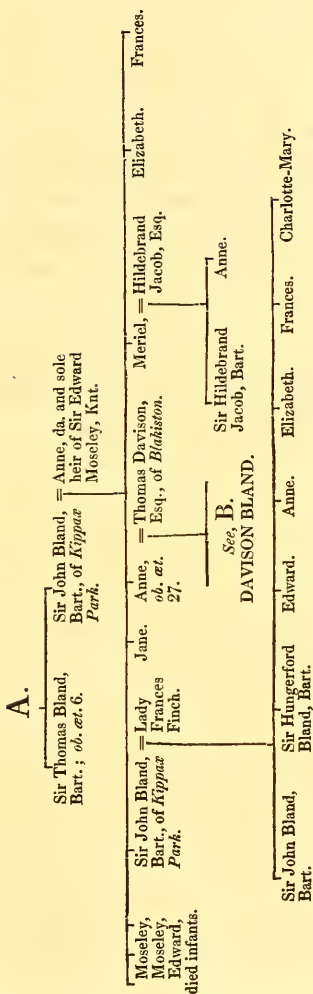 A.
Sir Thomas Bland,
Bart.; ob. æt. 6.
Sir John Bland,
Bart., of Kippax
Park.
= Anne, da. and sole
heir of Sir Edward
Moseley, Knt.
Moseley,
Moseley,
Edward,
died infants.
Sir John Bland,
Bart., of Kippax
Park.
= Lady
Frances
Finch.
Jane.
Anne,
ob. æt.
27.
= Thomas Davison,
Esq., of Blakiston.
Meriel,
= Hildebrand
Jacob, Esq.
Elizabeth.
Frances.
See, B.
DAVISON BLAND.
Sir Hildebrand
Jacob, Bart.
Anne.
Sir John Bland,
Bart.
Sir Hungerford
Bland, Bart.
Edward.
Anne.
Elizabeth.
Frances.
Charlotte-Mary.